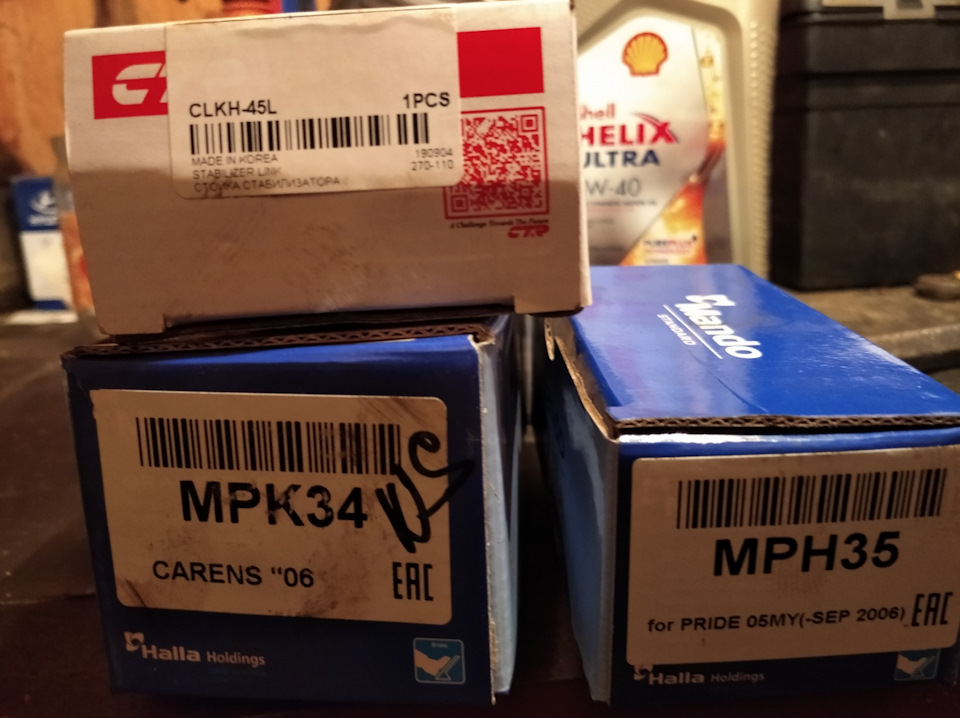 CTR
CLKH-45L 1PCS
MADE IN KOREA 190904
STABILIZER LINK 270-110
СТОЙКА СТАБИЛИЗАТОРА
A Challenge Towards The Future
CTR
Shell
HELIX
ULTRA
W-40
PUREPLUS
Mando
MPK34
CARENS "06
EAC
Halla Holdings
MPH35
for PRIDE 05MY(-SEP 2006) EAC
Halla Holdings